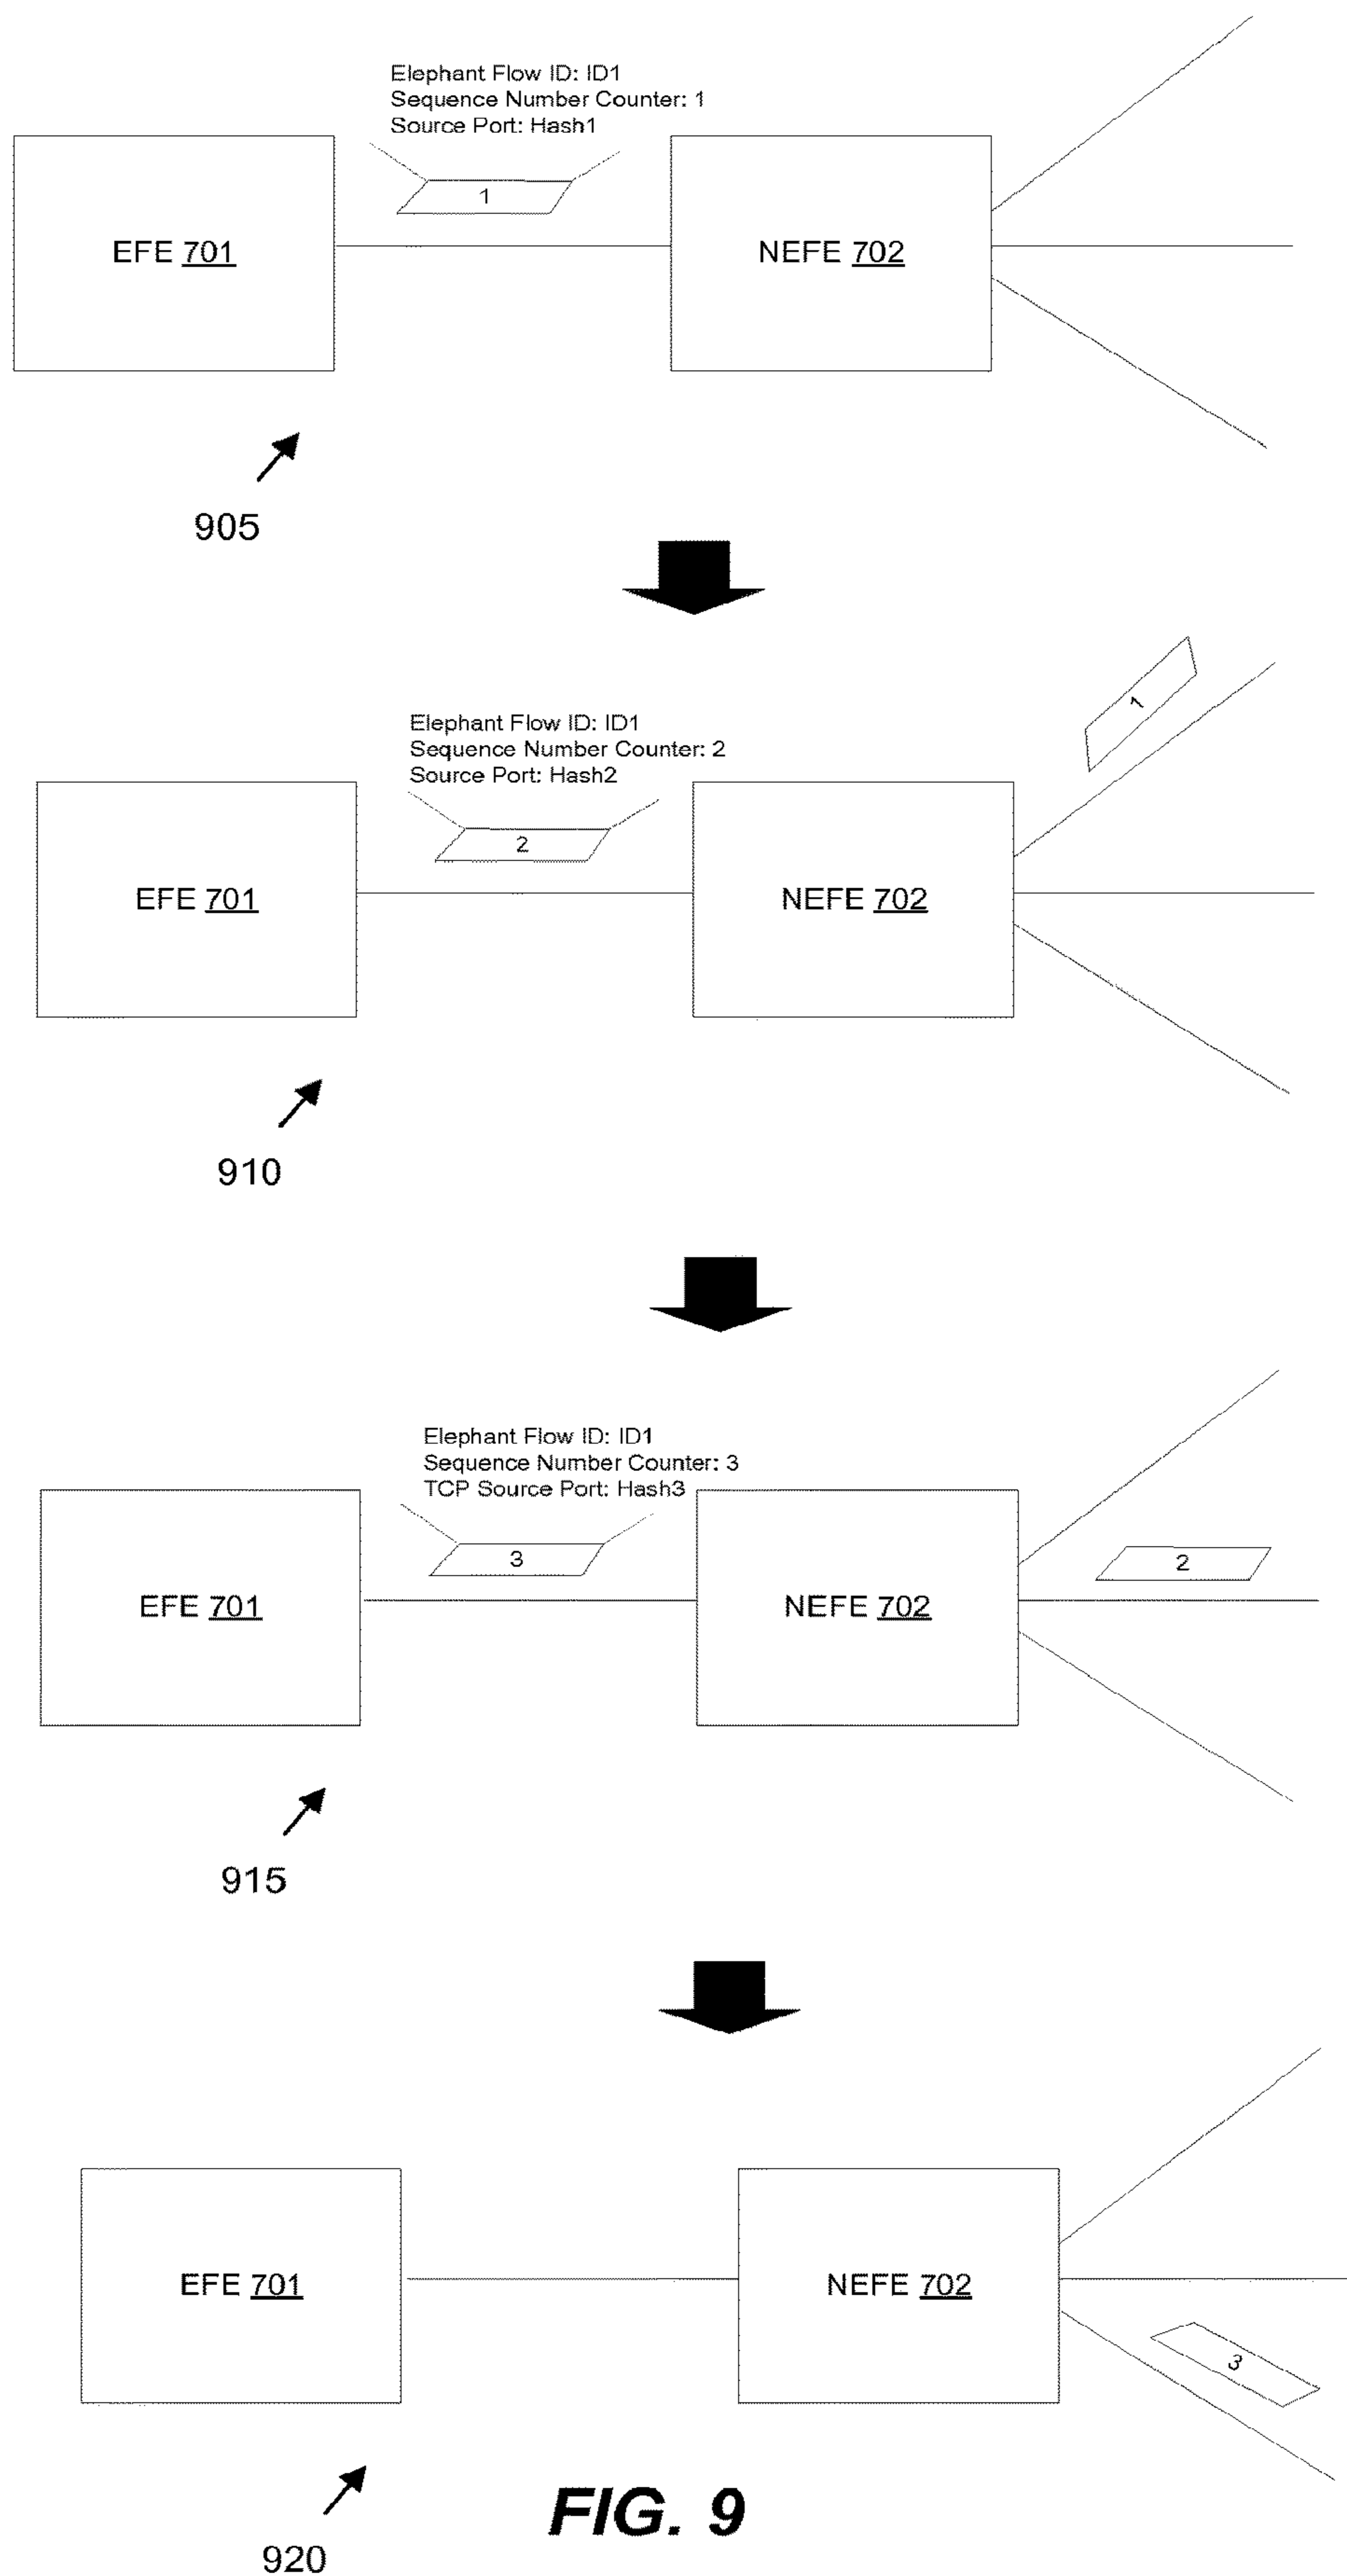 Elephant Flow ID: ID1
Sequence Number Counter: 1
Source Port: Hash1
1
EFE 701
NEFE 702
905
1
Elephant Flow ID: ID1
Sequence Number Counter: 2
Source Port: Hash2
2
EFE 701
NEFE 702
910
Elephant Flow ID: ID1
Sequence Number Counter: 3
TCP Source Port: Hash3
3
2
EFE 701
NEFE 702
915
EFE 701
NEFE 702
3
FIG. 9
920